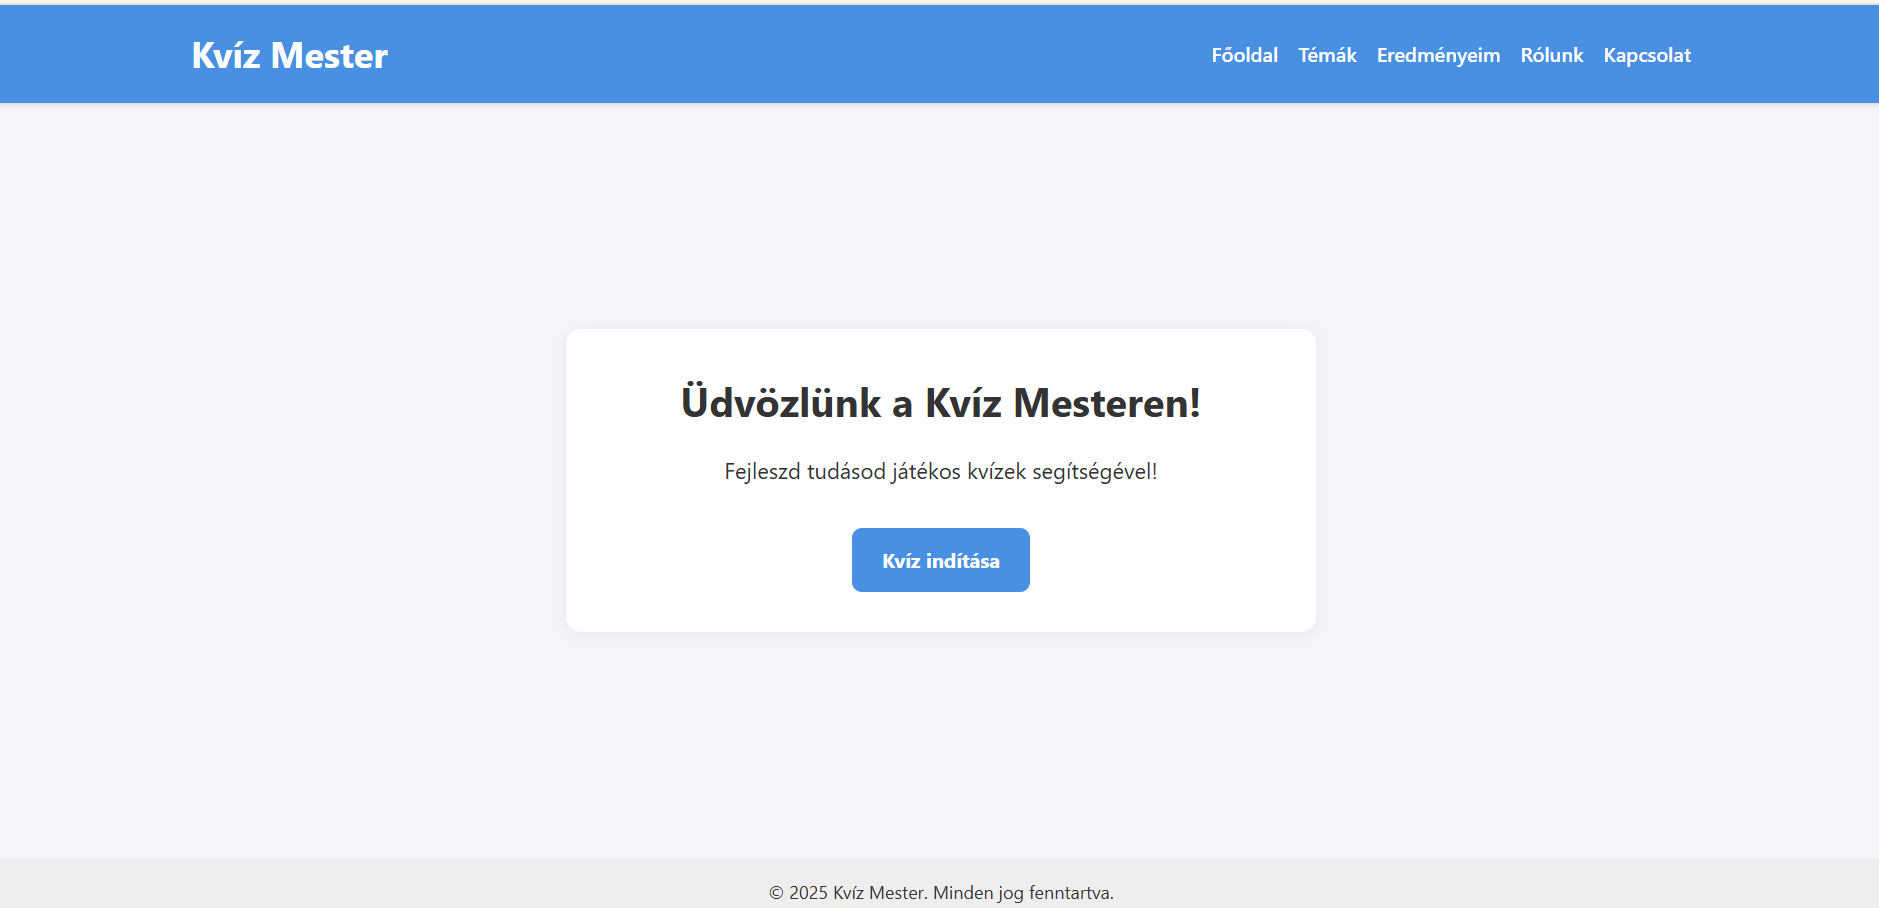 Kvíz Mester
Főoldal Témák Eredményeim Rólunk Kapcsolat
Üdvözlünk a Kvíz Mesteren!
Fejleszd tudásod játékos kvízek segítségével!
Kvíz indítása
© 2025 Kvíz Mester. Minden jog fenntartva.